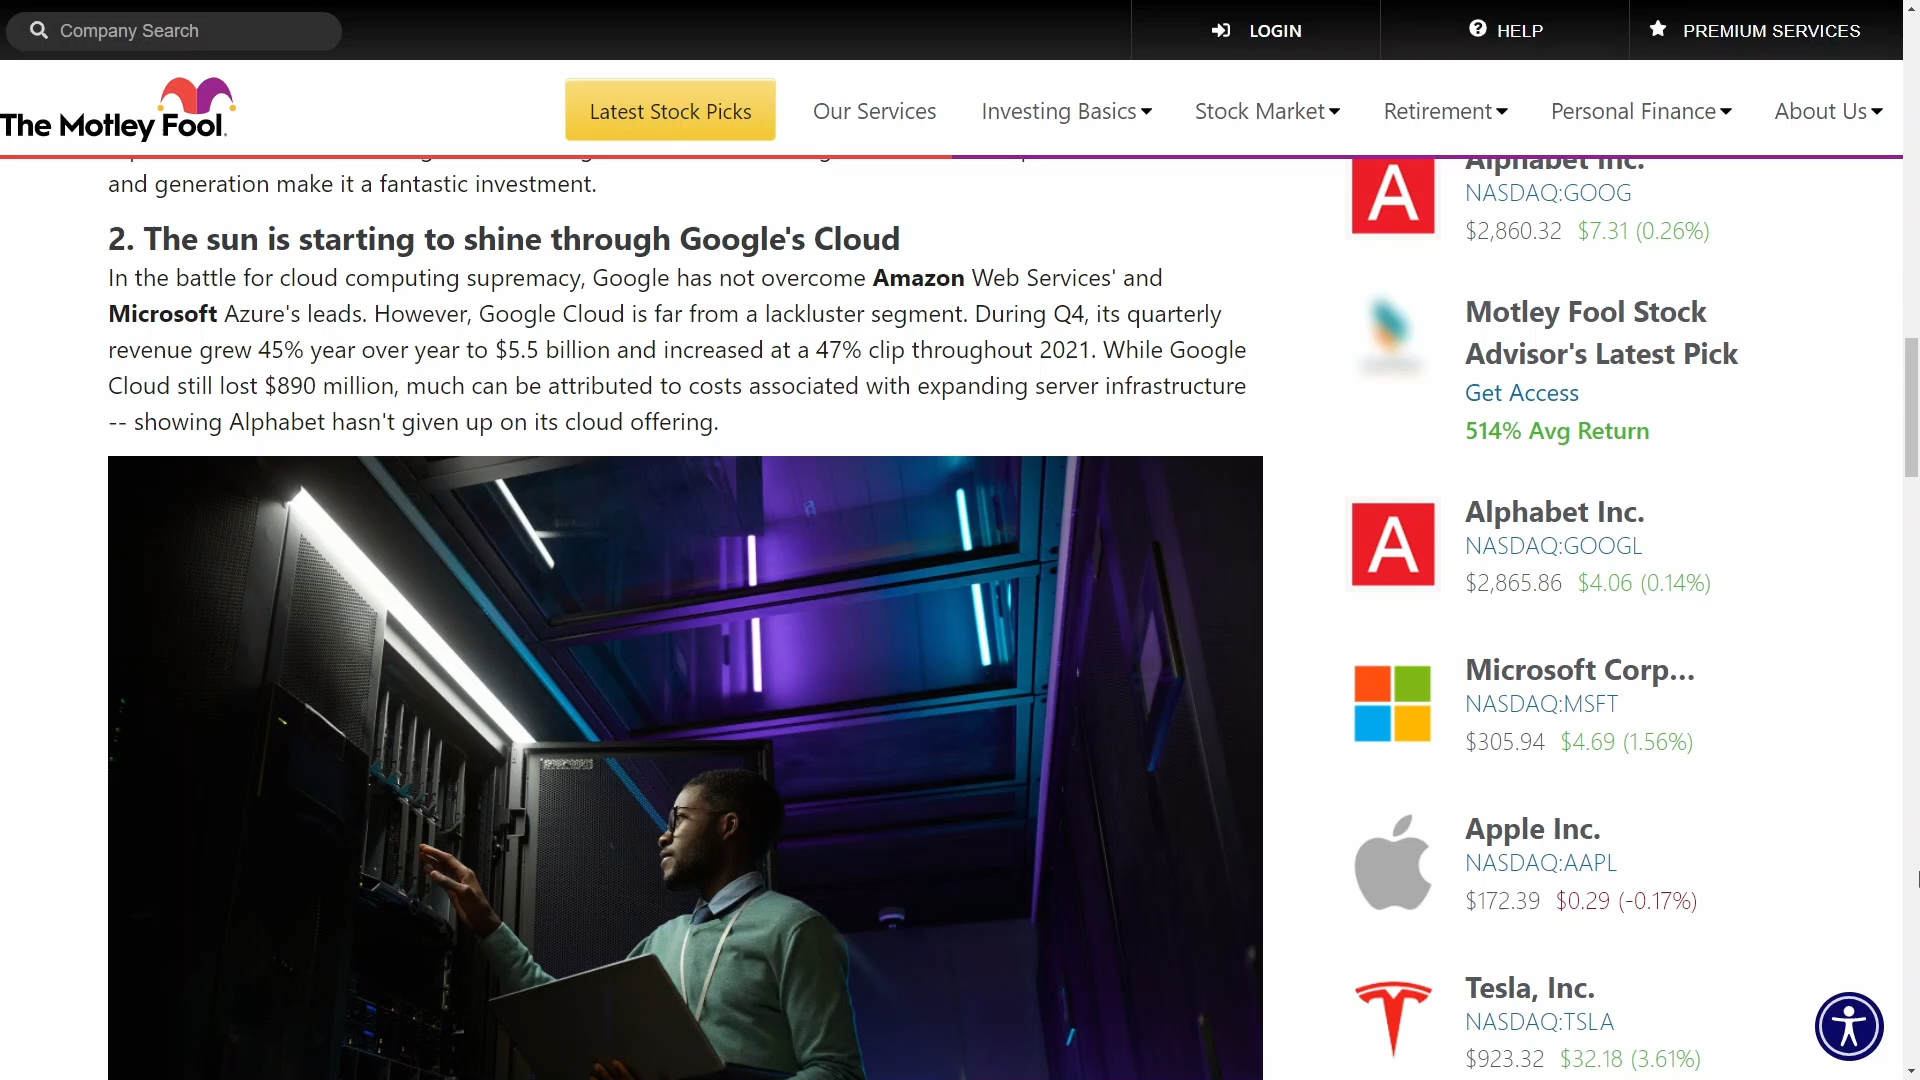 Company Search
LOGIN
HELP
PREMIUM SERVICES
The Motley Fool.
Latest Stock Picks
Our Services
Investing Basics
Stock Market
Retirement
Personal Finance
About Us
and generation make it a fantastic investment.
2. The sun is starting to shine through Google's Cloud
In the battle for cloud computing supremacy, Google has not overcome Amazon Web Services' and
Microsoft Azure's leads. However, Google Cloud is far from a lackluster segment. During Q4, its quarterly
revenue grew 45% year over year to $5.5 billion and increased at a 47% clip throughout 2021. While Google
Cloud still lost $890 million, much can be attributed to costs associated with expanding server infrastructure
-- showing Alphabet hasn't given up on its cloud offering.
Alphabet Inc.
NASDAQ:GOOG
$2,860.32 $7.31 (0.26%)
Motley Fool Stock
Advisor's Latest Pick
Get Access
514% Avg Return
Alphabet Inc.
NASDAQ:GOOGL
$2,865.86 $4.06 (0.14%)
Microsoft Corp...
NASDAQ:MSFT
$305.94 $4.69 (1.56%)
Apple Inc.
NASDAQ:AAPL
$172.39 $0.29 (-0.17%)
Tesla, Inc.
NASDAQ:TSLA
$923.32 $32.18 (3.61%)